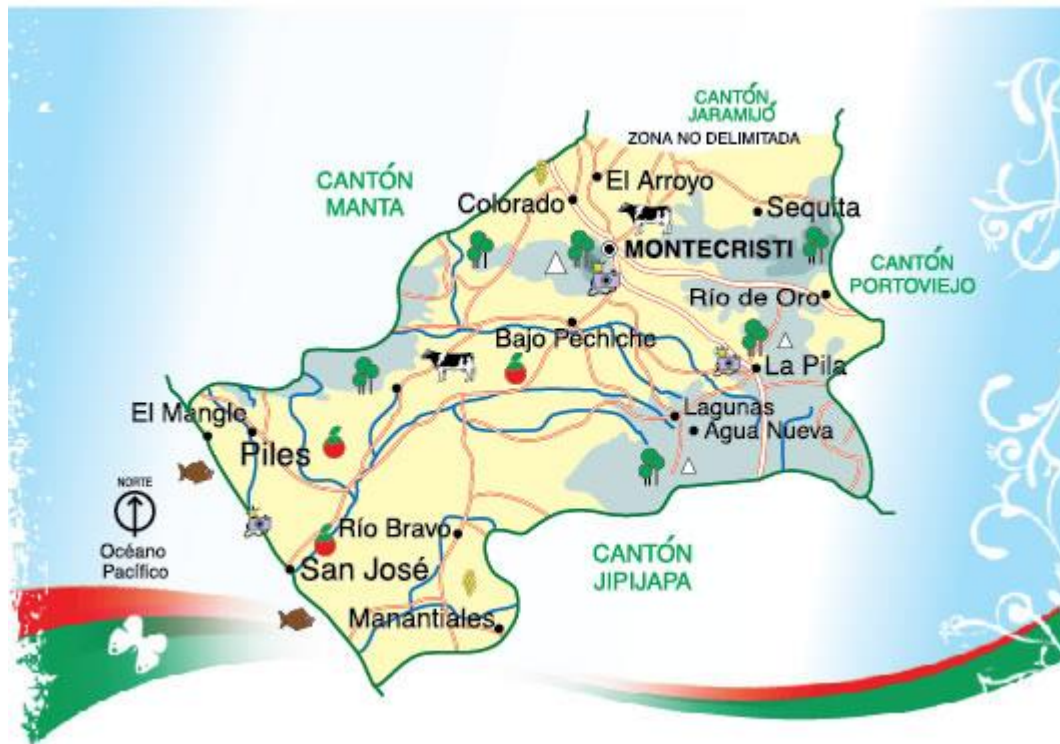 CANTÓN
JARAMIJÓ
ZONA NO DELIMITADA
CANTÓN
MANTA
El Arroyo
Colorado
Sequita
MONTECRISTI
CANTÓN
PORTOVIEJO
Río de Oro
Bajo Pechiche
La Pila
El Mangle
Lagunas
Agua Nueva
Piles
NORTE
Océano
Pacífico
Río Bravo
CANTÓN
JIPIJAPA
San José
Manantiales